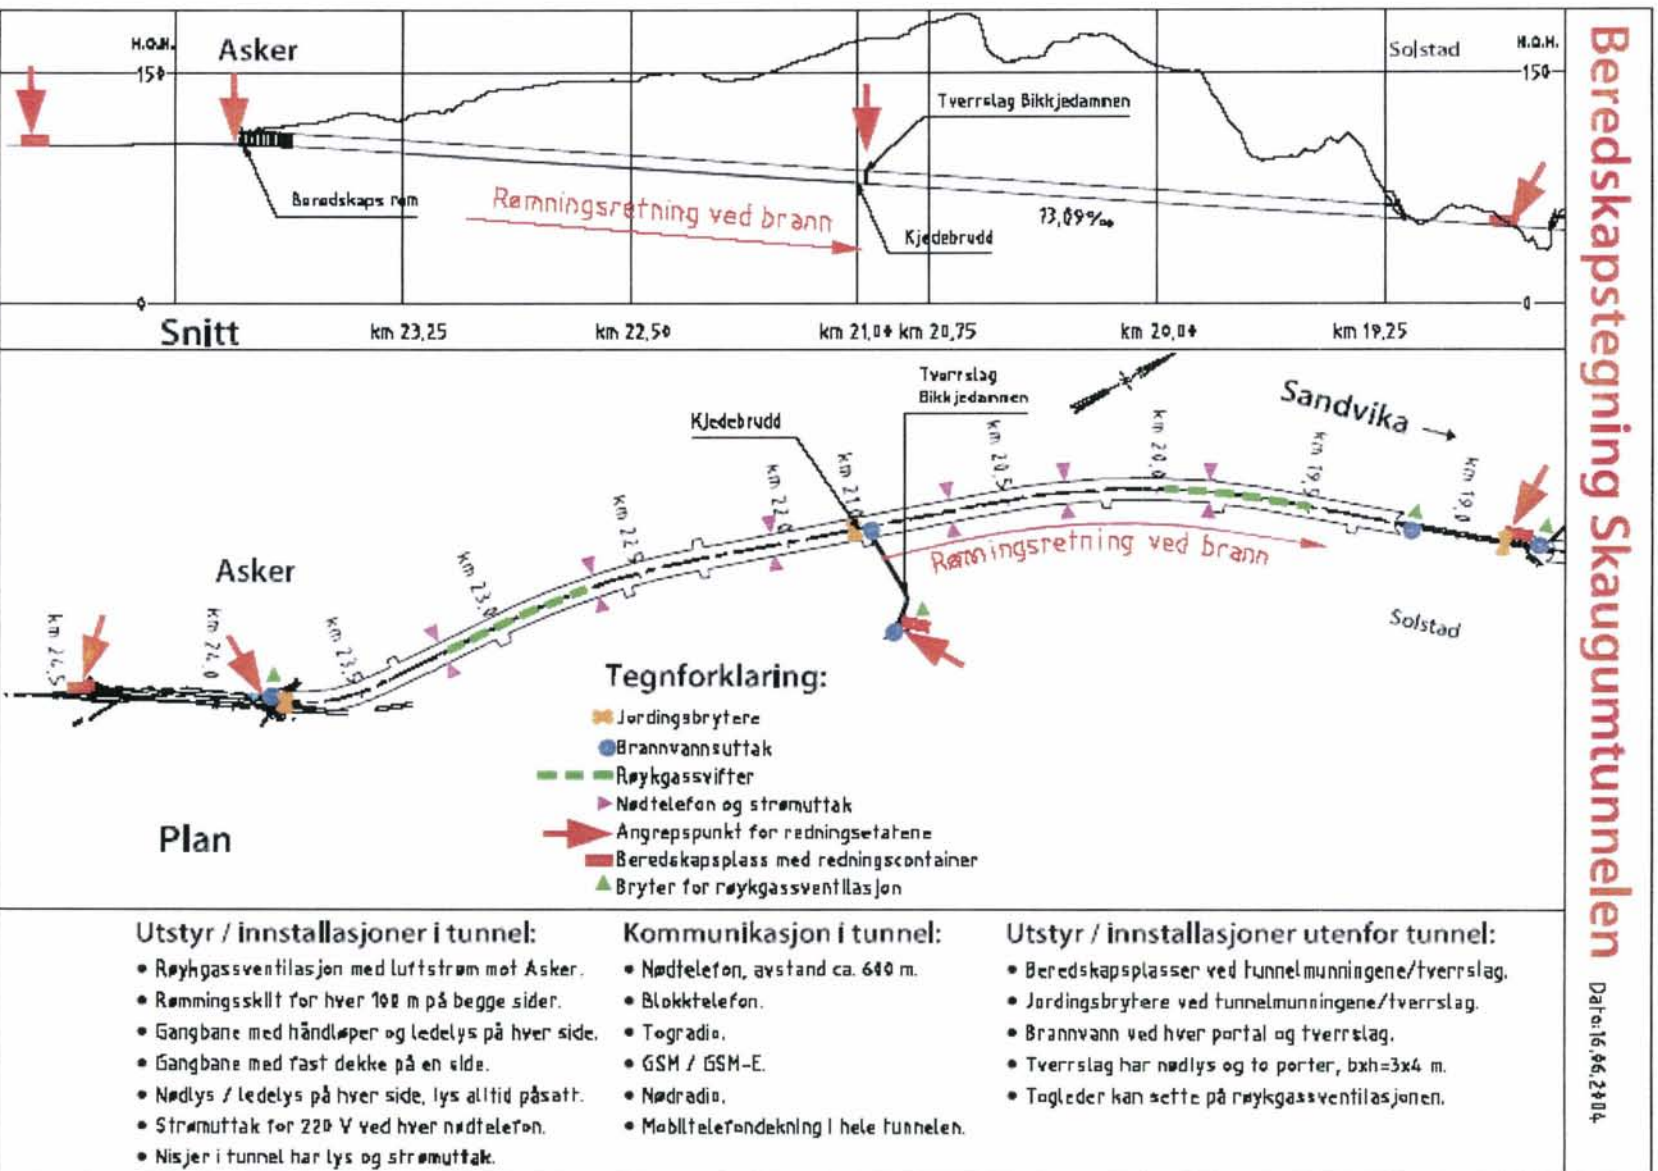 H.O.H.
Asker
Solstad
H.O.H.
150
150
Tverrslag Bikkjedamnen
Beredskaps rom
Rømningsretning ved brann
13,09‰
Kjedebrudd
0
0
Snitt
km 23,25
km 22,50
km 21,00
km 20,75
km 20,00
km 19,25
Tverrslag
Bikkjedamnen
Kjedebrudd
Sandvika
km 24,5
km 24,0
km 23,5
km 23,0
km 22,5
km 22,0
km 21,0
km 20,5
km 20,0
km 19,5
km 19,0
Asker
Rømningsretning ved brann
Solstad
Tegnforklaring:
Jordingsbrytere
Brannvannsuttak
Røykgassvifter
Nødtelefon og strømuttak
Angrepspunkt for redningsetatene
Beredskapsplass med redningscontainer
Bryter for røykgassventilasjon
Plan
Utstyr / innstallasjoner i tunnel:
• Røykgassventilasjon med luftstrøm mot Asker.
• Rømmingsskilt for hver 100 m på begge sider.
• Gangbane med håndløper og ledelys på hver side.
• Gangbane med fast dekke på en side.
• Nødlys / ledelys på hver side, lys alltid påsatt.
• Strømuttak for 220 V ved hver nødtelefon.
• Nisjer i tunnel har lys og strømuttak.
Kommunikasjon i tunnel:
• Nødtelefon, avstand ca. 600 m.
• Blokktelefon.
• Togradio.
• GSM / GSM-E.
• Nødradio.
• Mobiltelefondekning i hele tunnelen.
Utstyr / innstallasjoner utenfor tunnel:
• Beredskapsplasser ved tunnelmunningene/tverrslag.
• Jordingsbrytere ved tunnelmunningene/tverrslag.
• Brannvann ved hver portal og tverrslag.
• Tverrslag har nødlys og to porter, bxh=3x4 m.
• Togleder kan sette på røykgassventilasjonen.
Beredskapstegning Skaugumtunnelen
Dato:16.06.2004